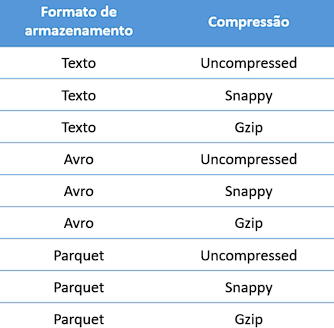 Formato de armazenamento Compressão
Texto Uncompressed
Texto Snappy
Texto Gzip
Avro Uncompressed
Avro Snappy
Avro Gzip
Parquet Uncompressed
Parquet Snappy
Parquet Gzip